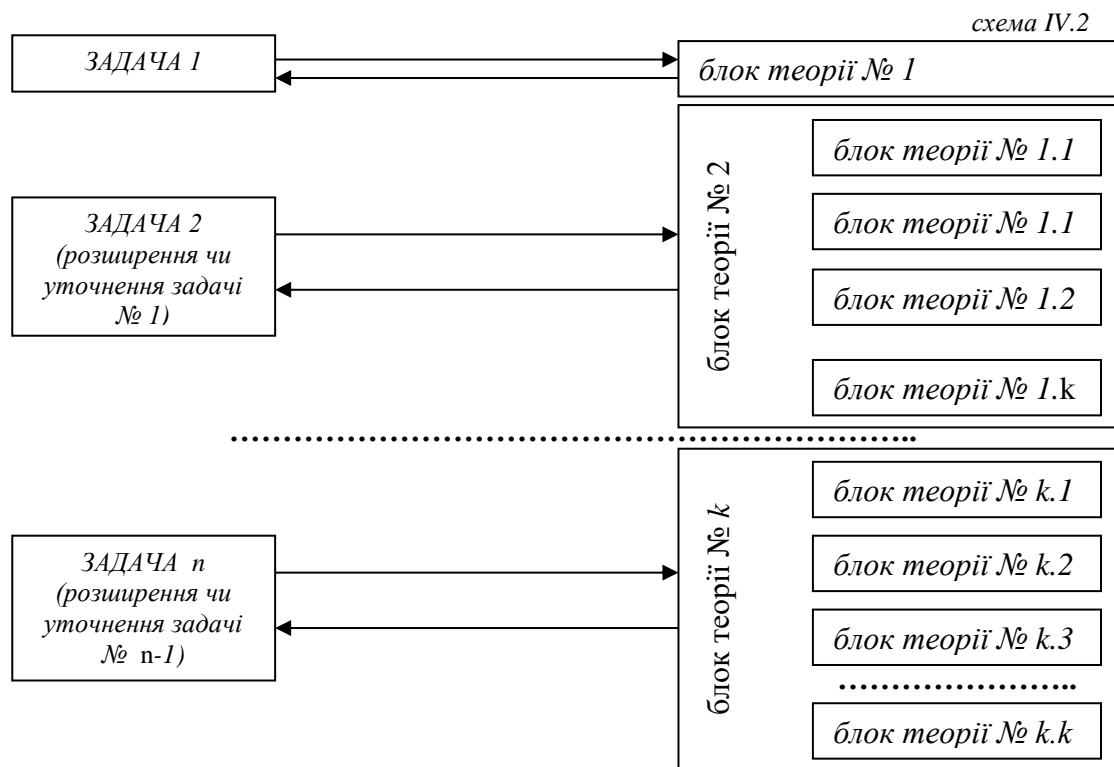 схема IV.2
ЗАДАЧА 1
блок теорії № 1
ЗАДАЧА 2
(розширення чи
уточнення задачі
№ 1)
блок теорії № 2
блок теорії № 1.1
блок теорії № 1.1
блок теорії № 1.2
блок теорії № 1.k
ЗАДАЧА n
(розширення чи
уточнення задачі
№ n-1)
блок теорії № k
блок теорії № k.1
блок теорії № k.2
блок теорії № k.3
блок теорії № k.k